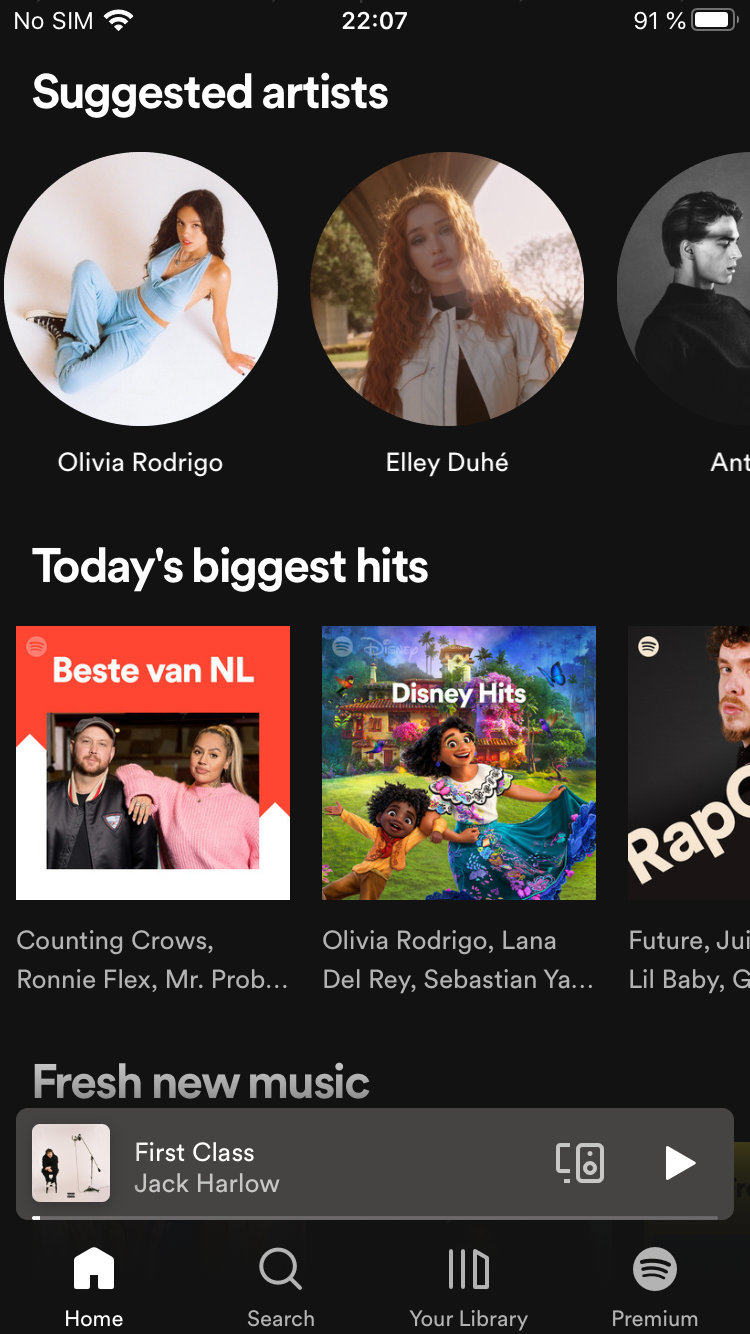 No SIM 22:07 91 %
Suggested artists
Olivia Rodrigo Elley Duhé Ant
Today's biggest hits
Beste van NL
Disney
Disney Hits
Rap
Counting Crows,
Ronnie Flex, Mr. Prob...
Olivia Rodrigo, Lana
Del Rey, Sebastian Ya...
Future, Jui
Lil Baby, G
Fresh new music
First Class
Jack Harlow
Home Search Your Library Premium